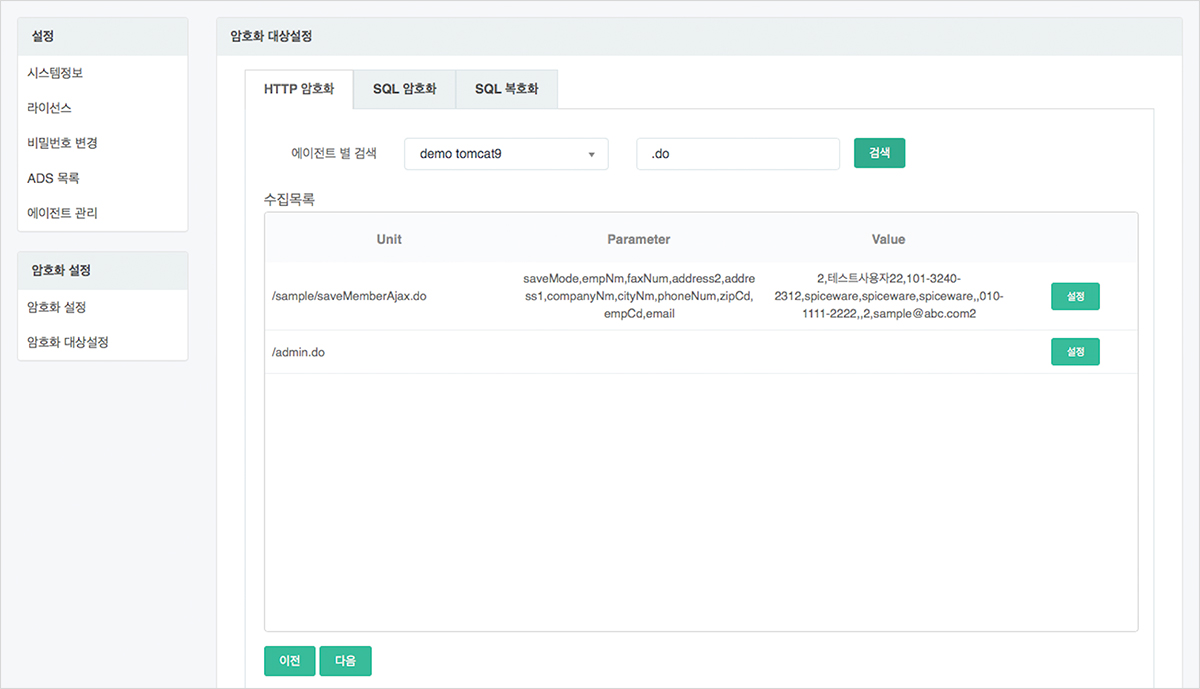 설정
시스템정보
라이선스
비밀번호 변경
ADS 목록
에이전트 관리
암호화 설정
암호화 설정
암호화 대상설정
암호화 대상설정
HTTP 암호화 SQL 암호화 SQL 복호화
에이전트 별 검색 demo tomcat9 .do 검색
수집목록
Unit Parameter Value
/sample/saveMemberAjax.do
saveMode,empNm,faxNum,address2,addre
ss1,companyNm,cityNm,phoneNum,zipCd,
empCd,email
2,테스트사용자22,101-3240-
2312,spiceware,spiceware,spiceware,,010-
1111-2222,,2,sample@abc.com2
설정
/admin.do 설정
이전 다음